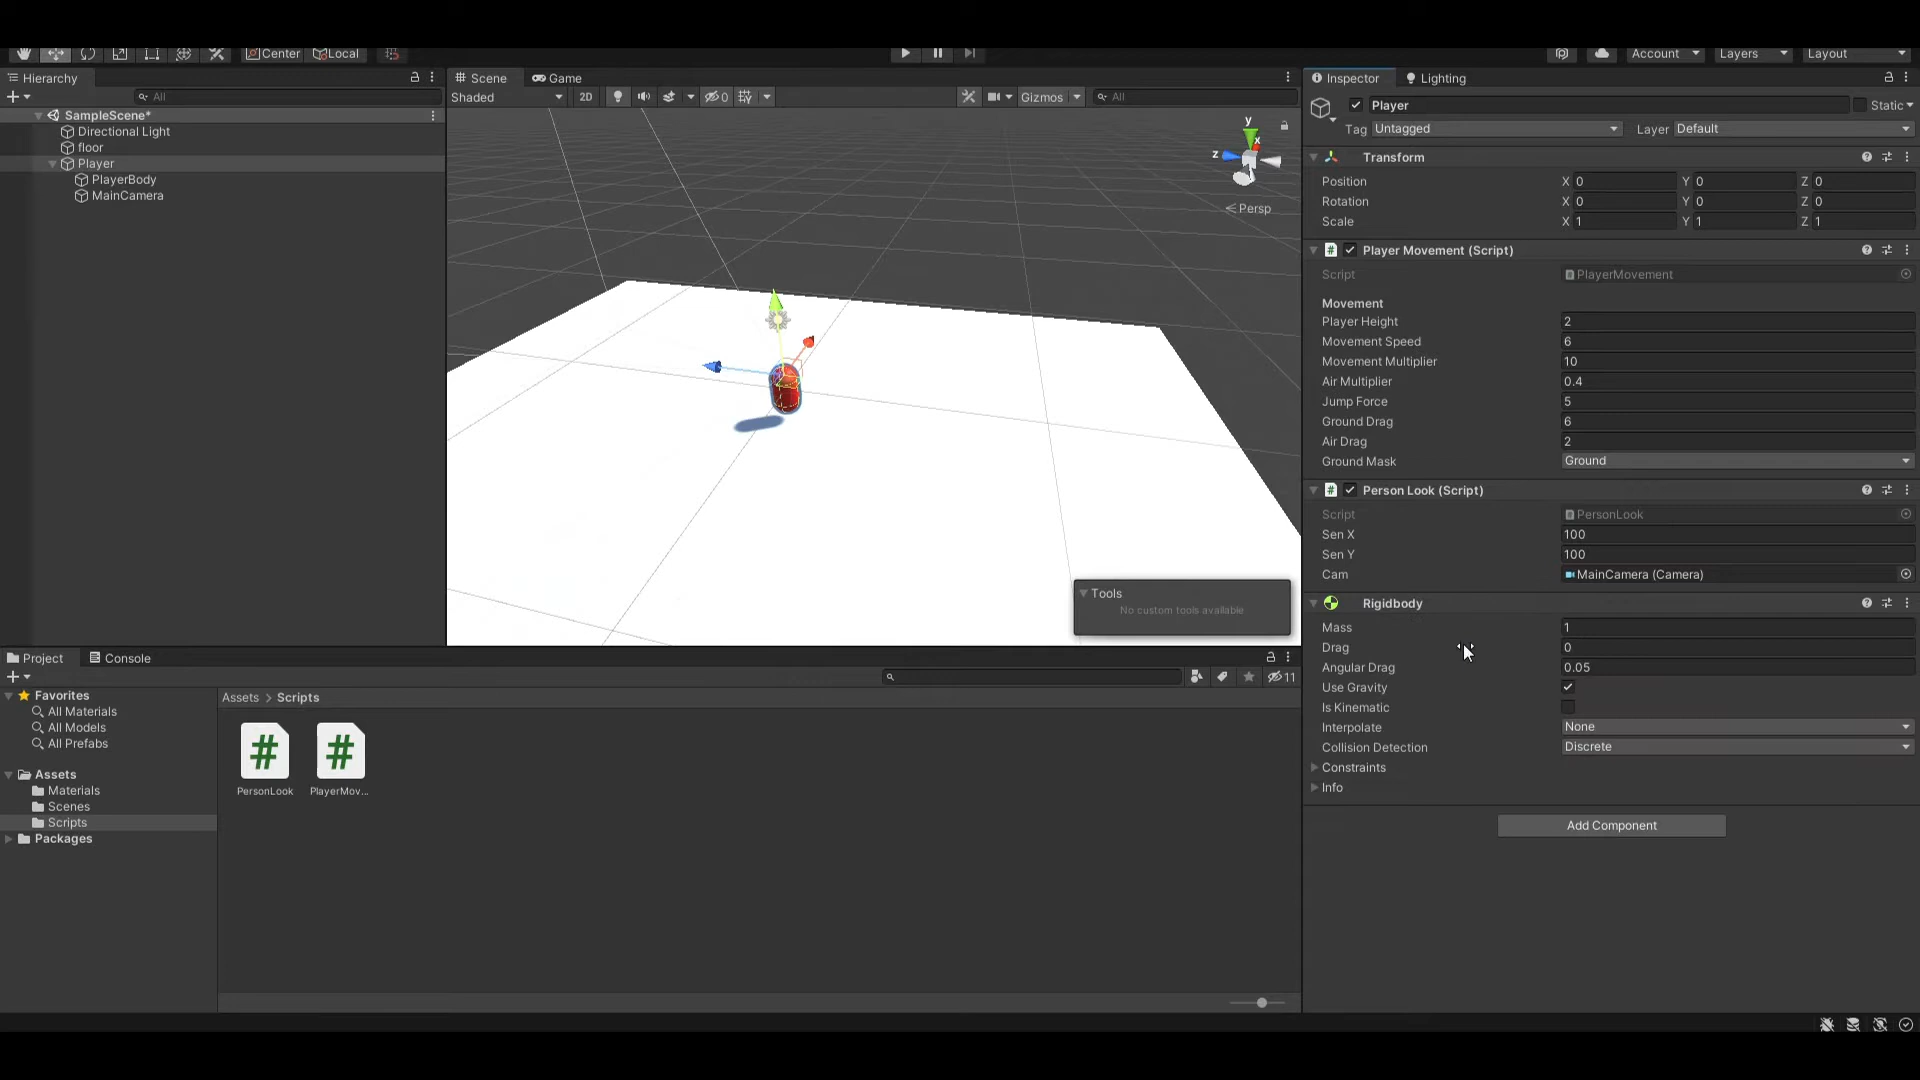 Center Local
Account Layers Layout
Hierarchy
All
SampleScene*
Directional Light
floor
Player
PlayerBody
MainCamera
Scene Game
Shaded 2D 0 Gizmos All
y
x
z
Persp
Tools
No custom tools available
Project Console
11
Favorites
All Materials
All Models
All Prefabs
Assets
Materials
Scenes
Scripts
Packages
Assets > Scripts
PersonLook PlayerMov...
Inspector Lighting
Player Static
Tag Untagged Layer Default
Transform
Position X 0 Y 0 Z 0
Rotation X 0 Y 0 Z 0
Scale X 1 Y 1 Z 1
# Player Movement (Script)
Script PlayerMovement
Movement
Player Height 2
Movement Speed 6
Movement Multiplier 10
Air Multiplier 0.4
Jump Force 5
Ground Drag 6
Air Drag 2
Ground Mask Ground
# Person Look (Script)
Script PersonLook
Sen X 100
Sen Y 100
Cam MainCamera (Camera)
Rigidbody
Mass 1
Drag 0
Angular Drag 0.05
Use Gravity
Is Kinematic
Interpolate None
Collision Detection Discrete
Constraints
Info
Add Component